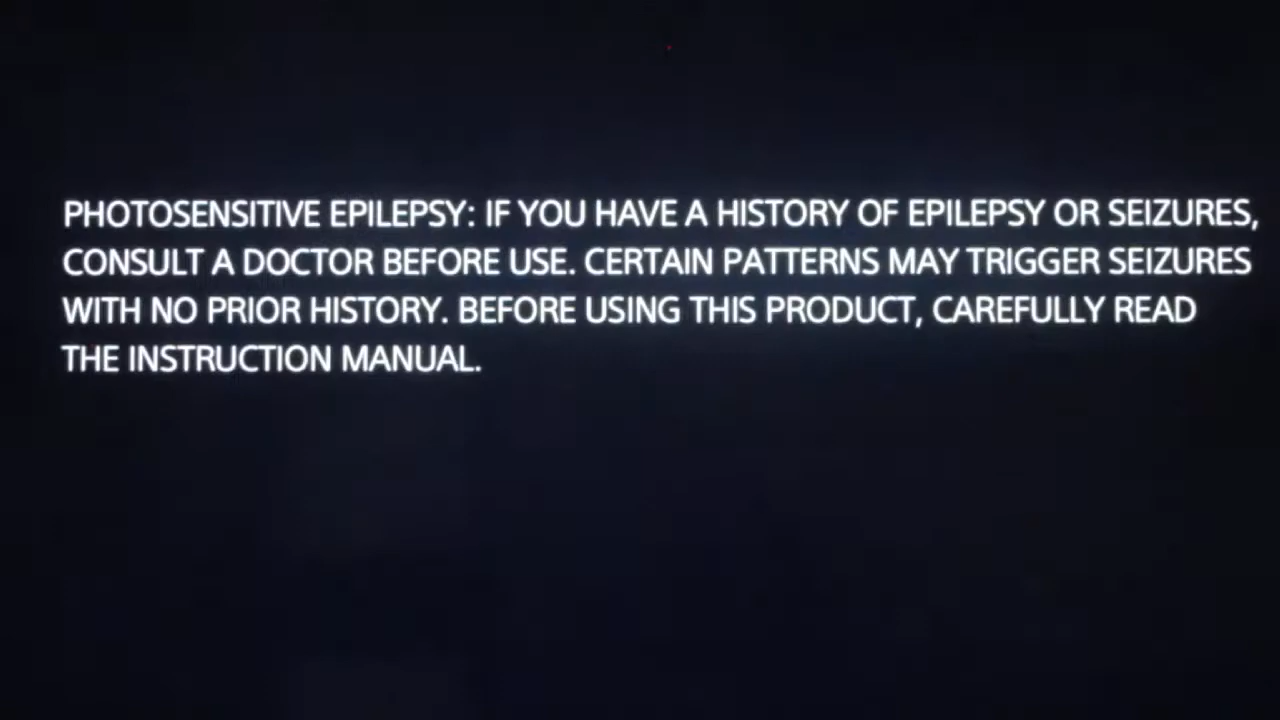 PHOTOSENSITIVE EPILEPSY: IF YOU HAVE A HISTORY OF EPILEPSY OR SEIZURES,
CONSULT A DOCTOR BEFORE USE. CERTAIN PATTERNS MAY TRIGGER SEIZURES
WITH NO PRIOR HISTORY. BEFORE USING THIS PRODUCT, CAREFULLY READ
THE INSTRUCTION MANUAL.